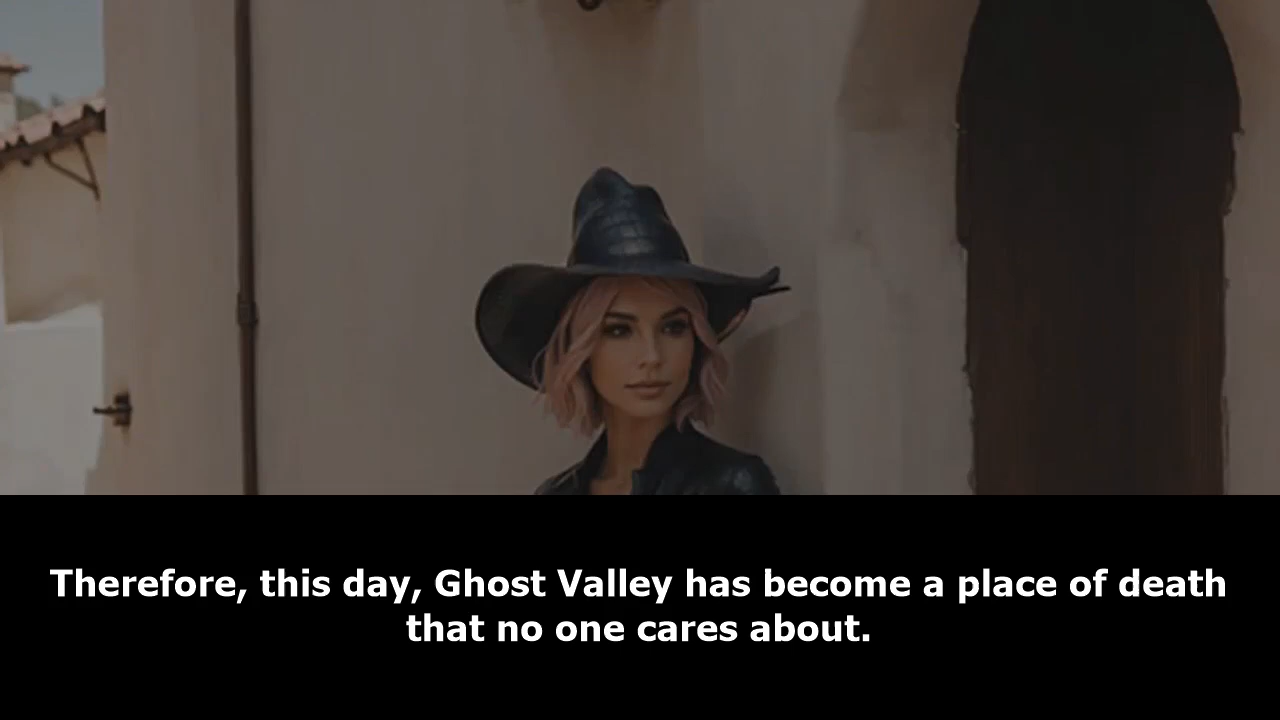 Therefore, this day, Ghost Valley has become a place of death
that no one cares about.